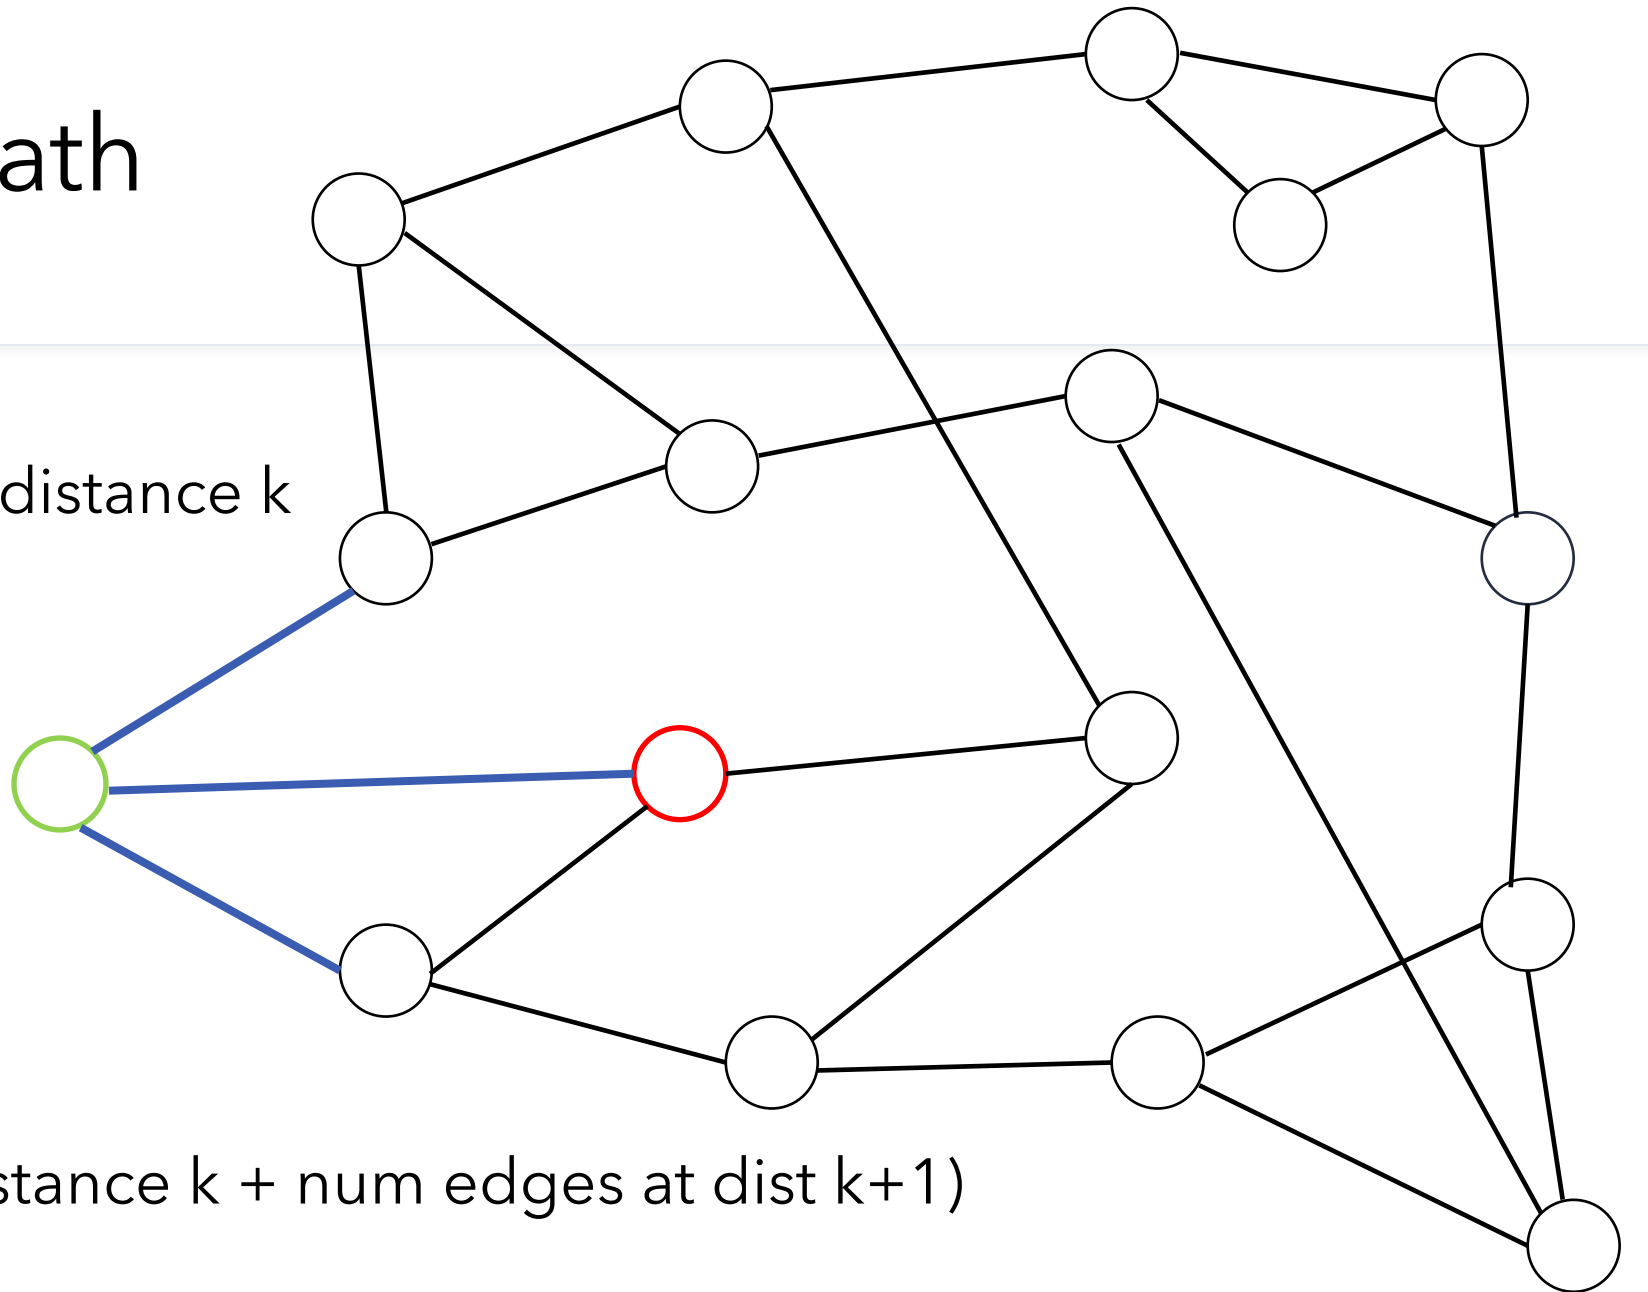 ath
distance k
stance k + num edges at dist k+1)